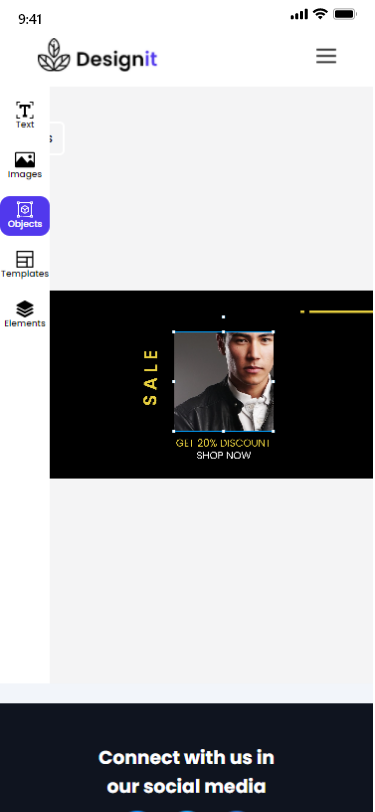 9:41
Designit
Text
Images
Objects
Templates
Elements
SALE
GET 20% DISCOUNT
SHOP NOW
Connect with us in
our social media